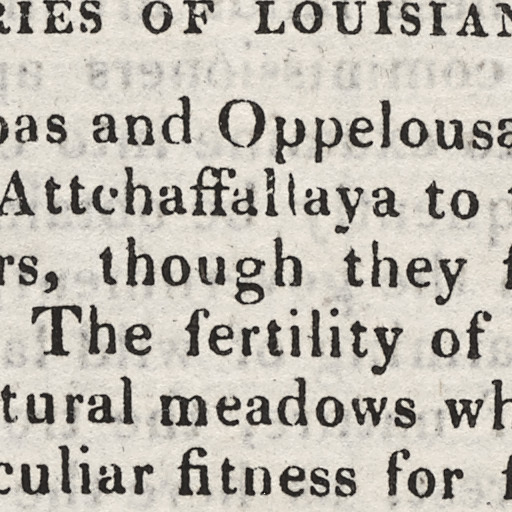 RIES OF LOUISIAN
pas and Oppelousa
Attchaffallaya to
rs, though they
The fertility of
tural meadows wh
culiar fitness for